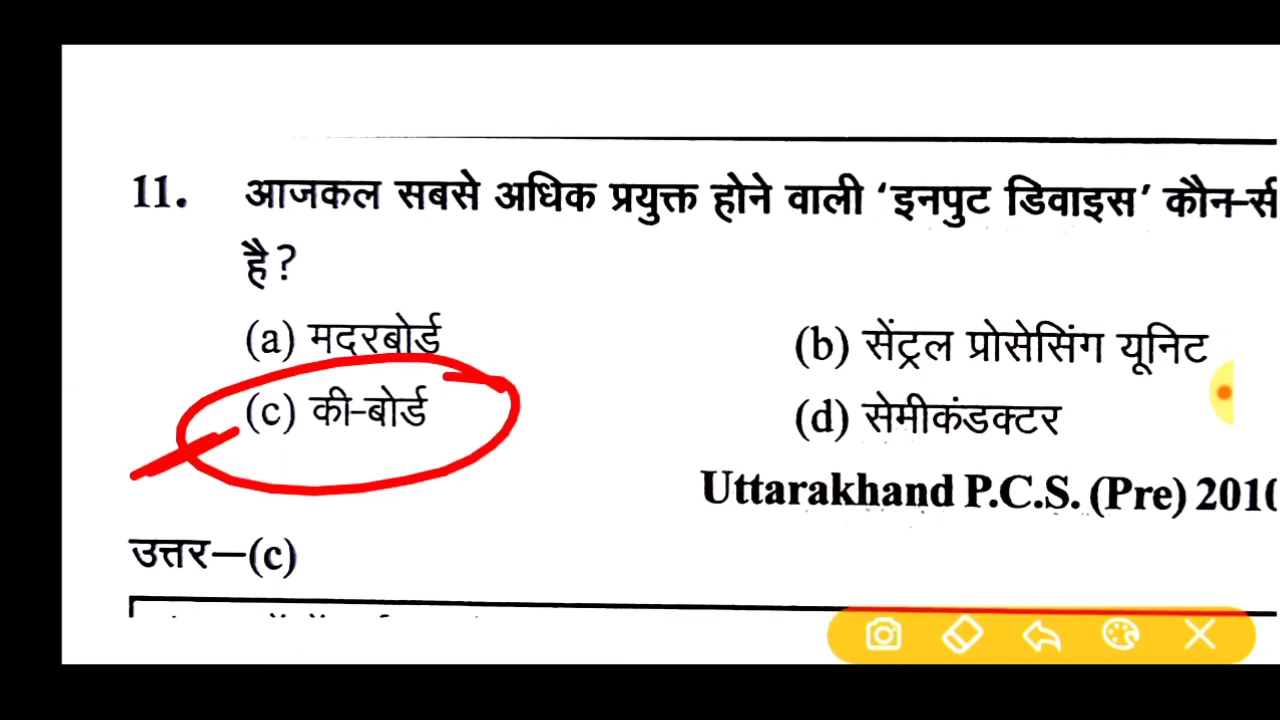 11. आजकल सबसे अधिक प्रयुक्त होने वाली ‘इनपुट डिवाइस’ कौन-सी
है?
(a) मदरबोर्ड (b) सेंट्रल प्रोसेसिंग यूनिट
(c) की-बोर्ड (d) सेमीकंडक्टर
Uttarakhand P.C.S. (Pre) 2010
उत्तर—(c)